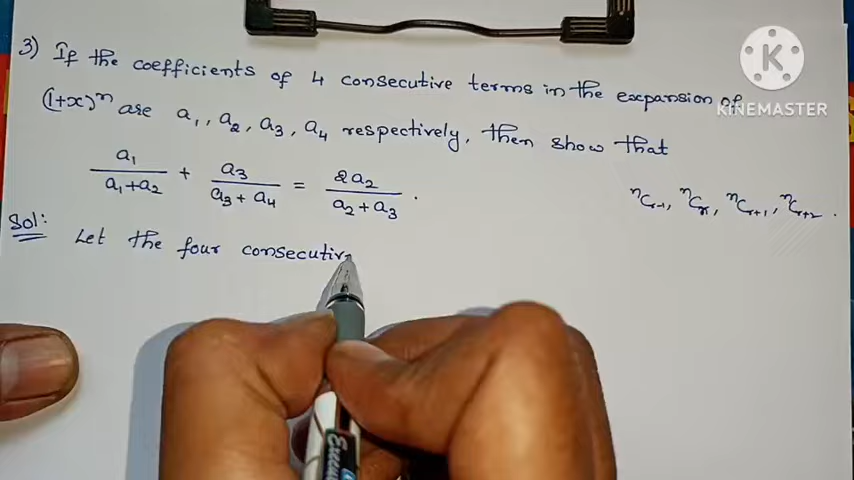 3) If the coefficients of 4 consecutive terms in the expansion of
(1+x)^n are a₁, a₂, a₃, a₄ respectively, then show that
a₁/(a₁+a₂) + a₃/(a₃+a₄) = 2a₂/(a₂+a₃).
ⁿCᵣ₋₁, ⁿCᵣ, ⁿCᵣ₊₁, ⁿCᵣ₊₂.
Sol: Let the four consecutiv
K
KINEMASTER